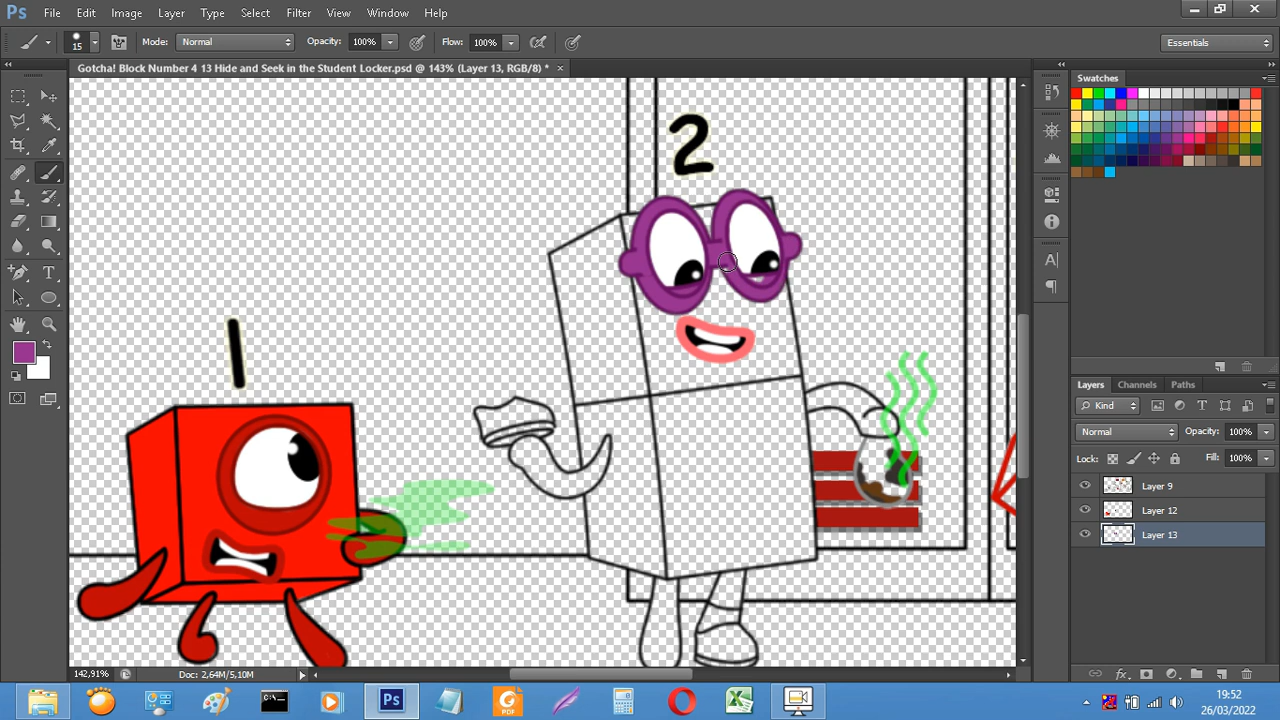 Ps File Edit Image Layer Type Select Filter View Window Help
15 Mode: Normal Opacity: 100% Flow: 100% Essentials
Gotcha! Block Number 4 13 Hide and Seek in the Student Locker.psd @ 143% (Layer 13, RGB/8) * ×
Swatches
2
1
Layers Channels Paths
Kind
Normal Opacity: 100%
Lock: Fill: 100%
Layer 9
Layer 12
Layer 13
142,91% Doc: 2,64M/5,10M
19:52
26/03/2022